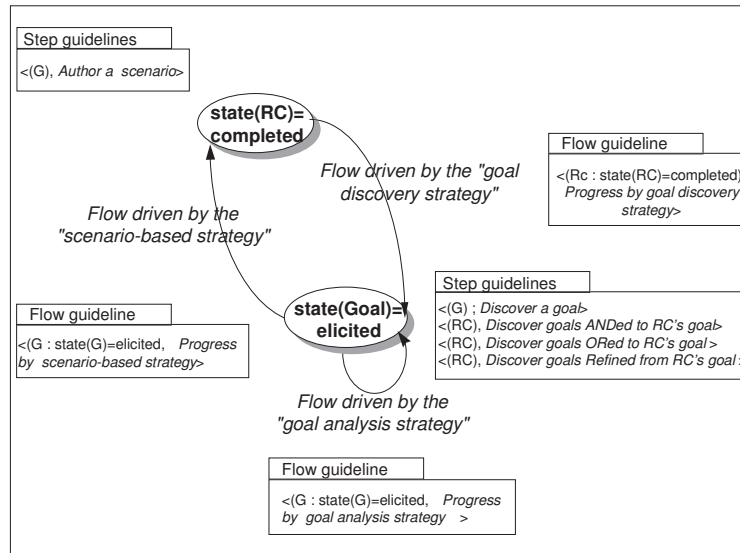 Step guidelines
<(G), Author a scenario>
state(RC)=
completed
Flow driven by the "goal
discovery strategy"
Flow guideline
<(Rc : state(RC)=completed)
Progress by goal discovery
strategy>
Flow driven by the
"scenario-based strategy"
Flow guideline
<(G : state(G)=elicited, Progress
by scenario-based strategy>
state(Goal)=
elicited
Step guidelines
<(G) ; Discover a goal>
<(RC), Discover goals ANDed to RC's goal>
<(RC), Discover goals ORed to RC's goal>
<(RC), Discover goals Refined from RC's goal>
Flow driven by the
"goal analysis strategy"
Flow guideline
<(G : state(G)=elicited, Progress
by goal analysis strategy >